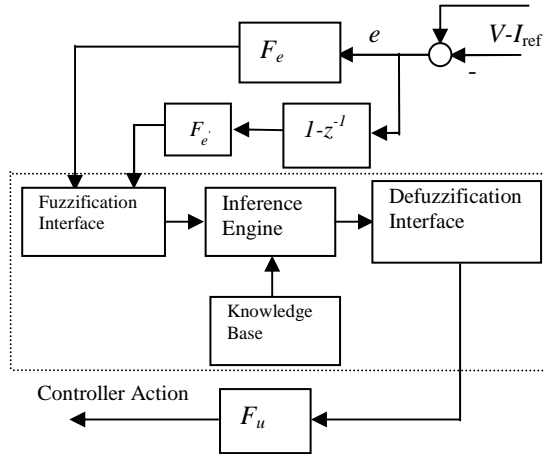 F_e
e
V-I_ref
-
F_e'
1-z^-1
Fuzzification
Interface
Inference
Engine
Defuzzification
Interface
Knowledge
Base
Controller Action
F_u